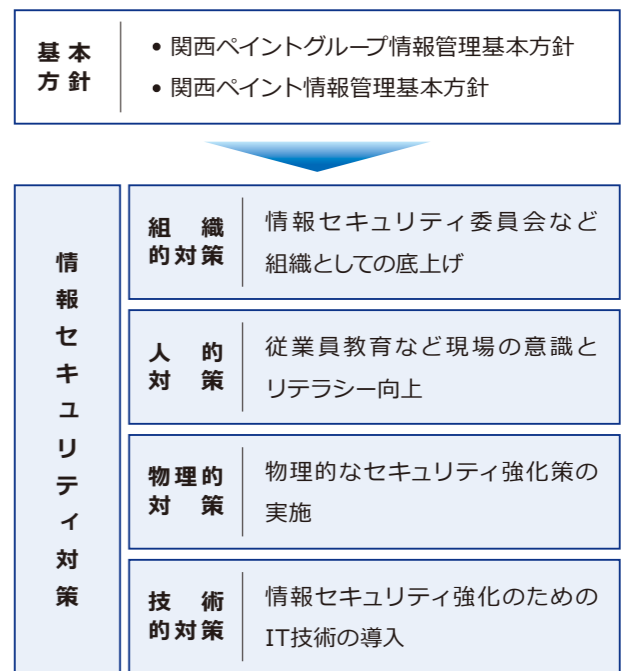 基本
方針
• 関西ペイントグループ情報管理基本方針
• 関西ペイント情報管理基本方針
情報セキュリティ対策
組織
的対策
情報セキュリティ委員会など
組織としての底上げ
人的
対策
従業員教育など現場の意識と
リテラシー向上
物理的
対策
物理的なセキュリティ強化策の
実施
技術
的対策
情報セキュリティ強化のための
IT技術の導入